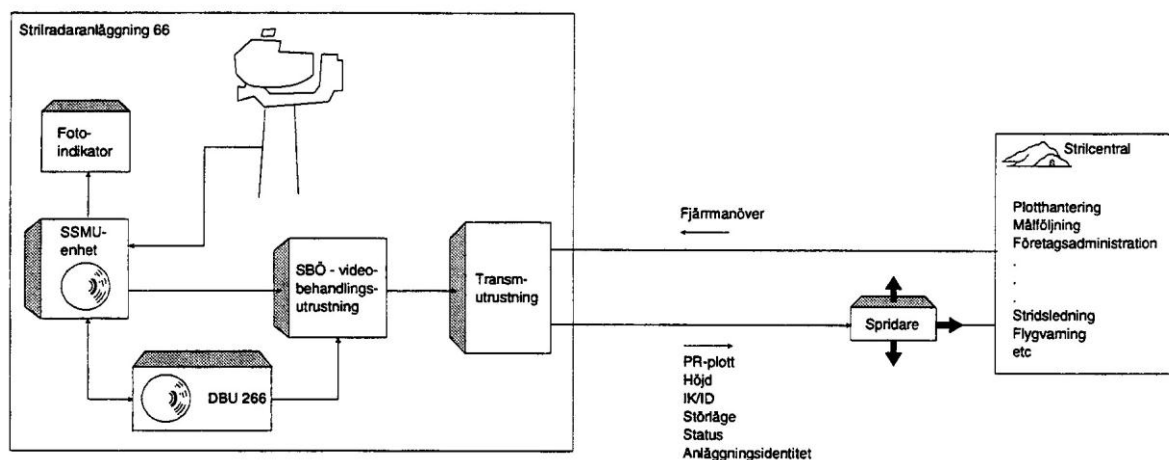 Strilradaranläggning 66
Foto-
indikator
SSMU-
enhet
SBÖ - video-
behandlings-
utrustning
DBU 266
Transm-
utrustning
Fjärrmanöver
PR-plott
Höjd
IK/ID
Störläge
Status
Anläggningsidentitet
Spridare
Strilcentral
Plotthantering
Målföljning
Företagsadministration
.
.
.
Stridsledning
Flygvarning
etc